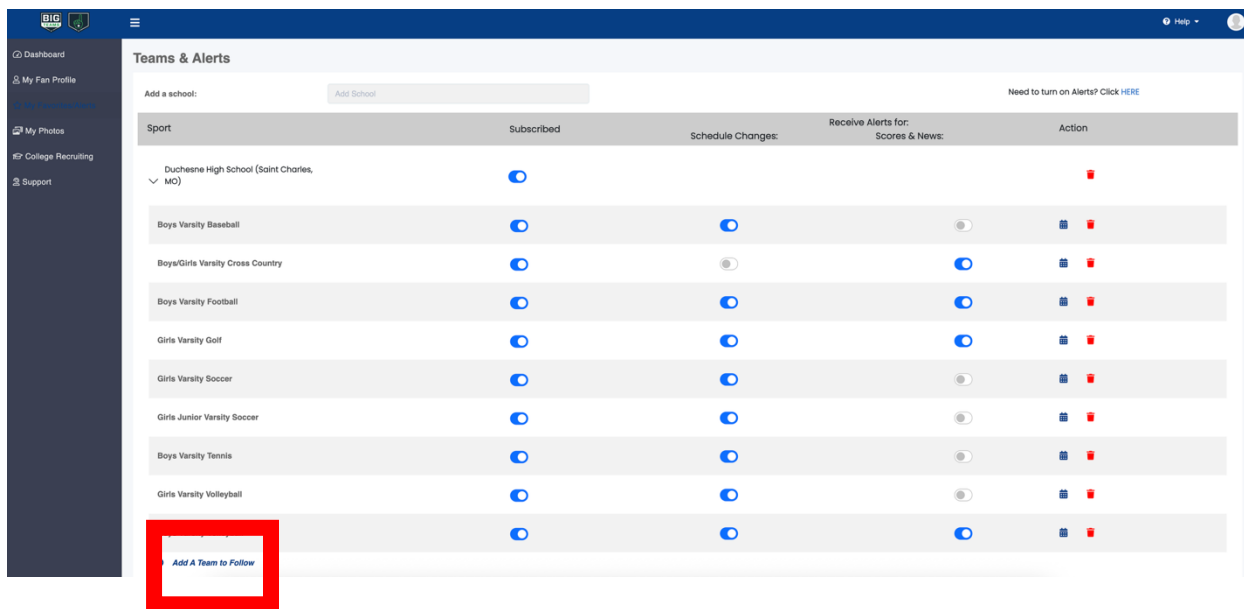 BIG
TEAMS
Help
Dashboard
Teams & Alerts
My Fan Profile
Add a school:
Add School
Need to turn on Alerts? Click HERE
My Photos
College Recruiting
Support
Sport
Subscribed
Receive Alerts for:
Schedule Changes:
Scores & News:
Action
Duchesne High School (Saint Charles,
MO)
Boys Varsity Baseball
Boys/Girls Varsity Cross Country
Boys Varsity Football
Girls Varsity Golf
Girls Varsity Soccer
Girls Junior Varsity Soccer
Boys Varsity Tennis
Girls Varsity Volleyball
Add A Team to Follow